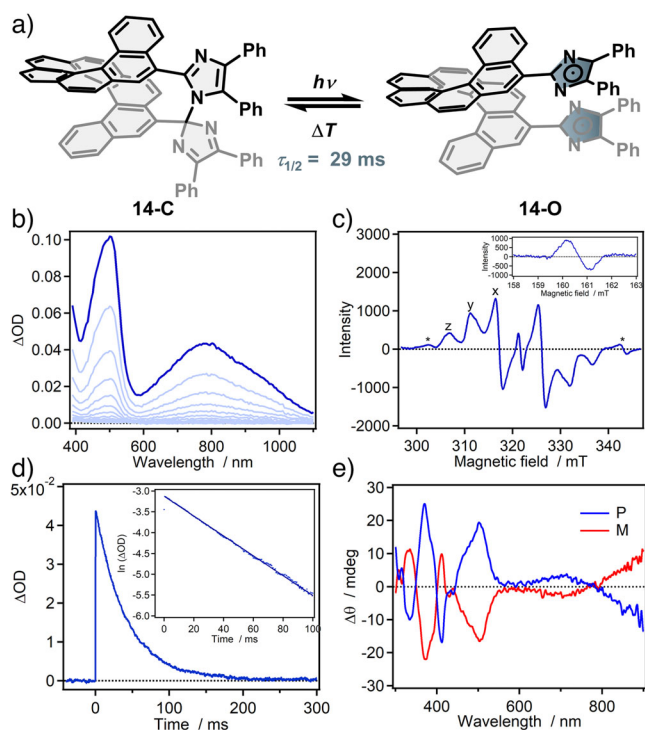 a)
Ph
N
N
Ph
N
N
Ph
Ph
hν
ΔT
τ1/2 = 29 ms
N
Ph
N
Ph
N
Ph
N
Ph
14-C
14-O
b)
0.10
0.08
0.06
0.04
0.02
0.00
ΔOD
400 600 800 1000
Wavelength / nm
c)
3000
2000
1000
0
-1000
-2000
Intensity
300 310 320 330 340
Magnetic field / mT
* z y x *
1000
500
0
-500
-1000
Intensity
158 159 160 161 162 163
Magnetic field / mT
d)
5x10-2
4
3
2
1
0
ΔOD
0 100 200 300
Time / ms
-3.0
-3.5
-4.0
-4.5
-5.0
-5.5
-6.0
ln (ΔOD)
0 20 40 60 80 100
Time / ms
e)
30
20
10
0
-10
-20
-30
Δθ / mdeg
400 600 800
Wavelength / nm
P
M